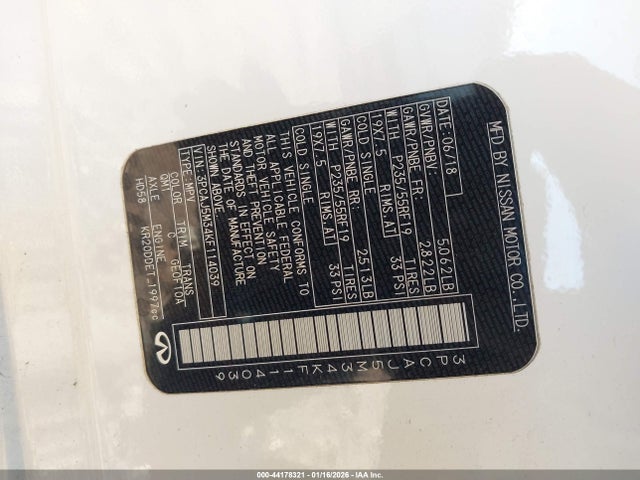 MFD BY NISSAN MOTOR CO.,LTD.
DATE:06/18
GVWR/PNBV: 5062LB
GAWR/PNBE FR: 2822LB
WITH P235/55RF19 TIRES
19X7.5 RIMS,AT 33 PSI
COLD SINGLE
GAWR/PNBE RR: 2513LB
WITH P235/55RF19 TIRES
19X7.5 RIMS,AT 33 PSI
COLD SINGLE
THIS VEHICLE CONFORMS TO
ALL APPLICABLE FEDERAL
MOTOR VEHICLE SAFETY
AND THEFT PREVENTION
STANDARDS IN EFFECT ON
THE DATE OF MANUFACTURE
SHOWN ABOVE.
VIN:3PCAJ5M34KF114039
TYPE:MPV
COLOR TRIM TRANS
QM1 C GEOF10A
AXLE ENGINE
HD58 KR20DDET 1997cc
3PCAJ5M34KF114039
000-44178321 - 01/16/2026 - IAA Inc.